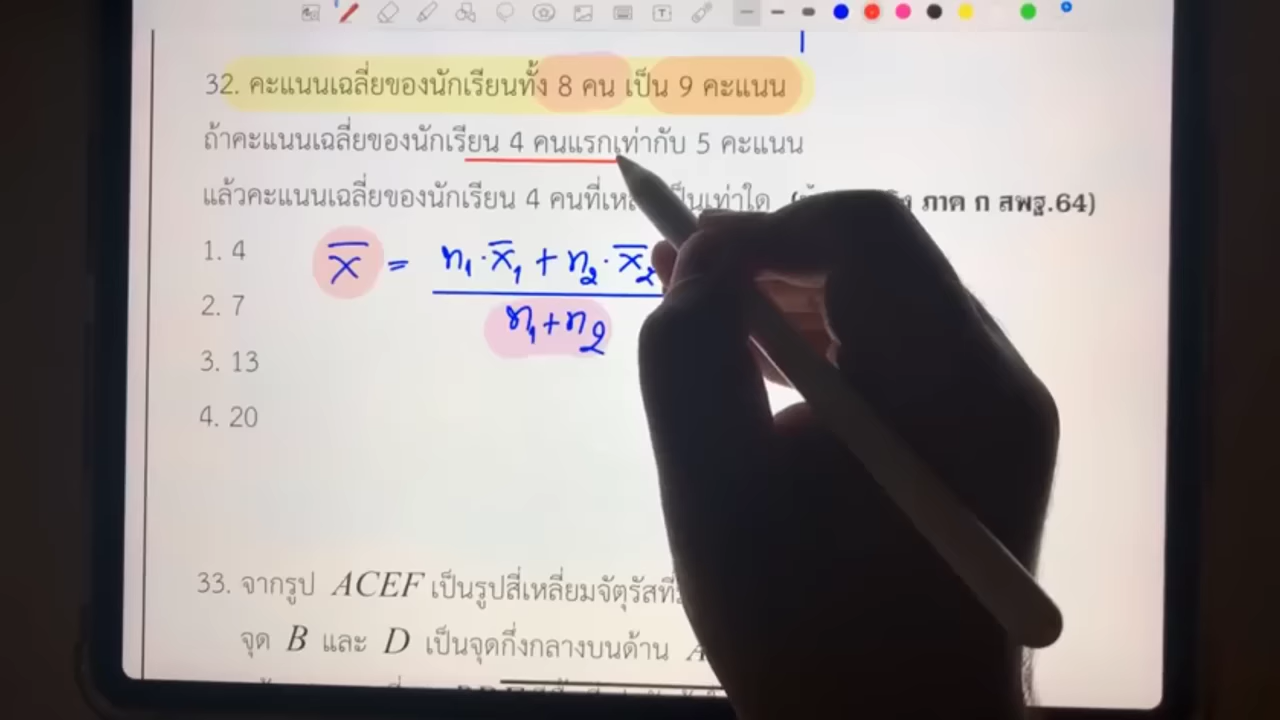 32. คะแนนเฉลี่ยของนักเรียนทั้ง 8 คน เป็น 9 คะแนน
ถ้าคะแนนเฉลี่ยของนักเรียน 4 คนแรกเท่ากับ 5 คะแนน
แล้วคะแนนเฉลี่ยของนักเรียน 4 คนที่ เป็นเท่าใด ภาค ก สพฐ.64)
1. 4
2. 7
3. 13
4. 20
x̄ = n₁·x̄₁ + n₂·x̄₂
n₁ + n₂
33. จากรูป ACEF เป็นรูปสี่เหลี่ยมจัตุรัส
จุด B และ D เป็นจุดกึ่งกลางบนด้าน A